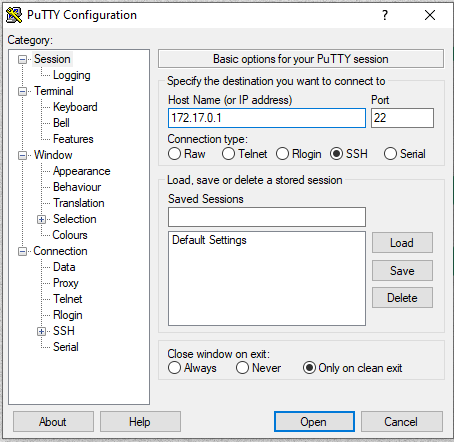 PuTTY Configuration
?
Category:
Session
Logging
Terminal
Keyboard
Bell
Features
Window
Appearance
Behaviour
Translation
Selection
Colours
Connection
Data
Proxy
Telnet
Rlogin
SSH
Serial
Basic options for your PuTTY session
Specify the destination you want to connect to
Host Name (or IP address) Port
172.17.0.1 22
Connection type:
Raw Telnet Rlogin SSH Serial
Load, save or delete a stored session
Saved Sessions
Default Settings
Load
Save
Delete
Close window on exit:
Always Never Only on clean exit
About Help Open Cancel